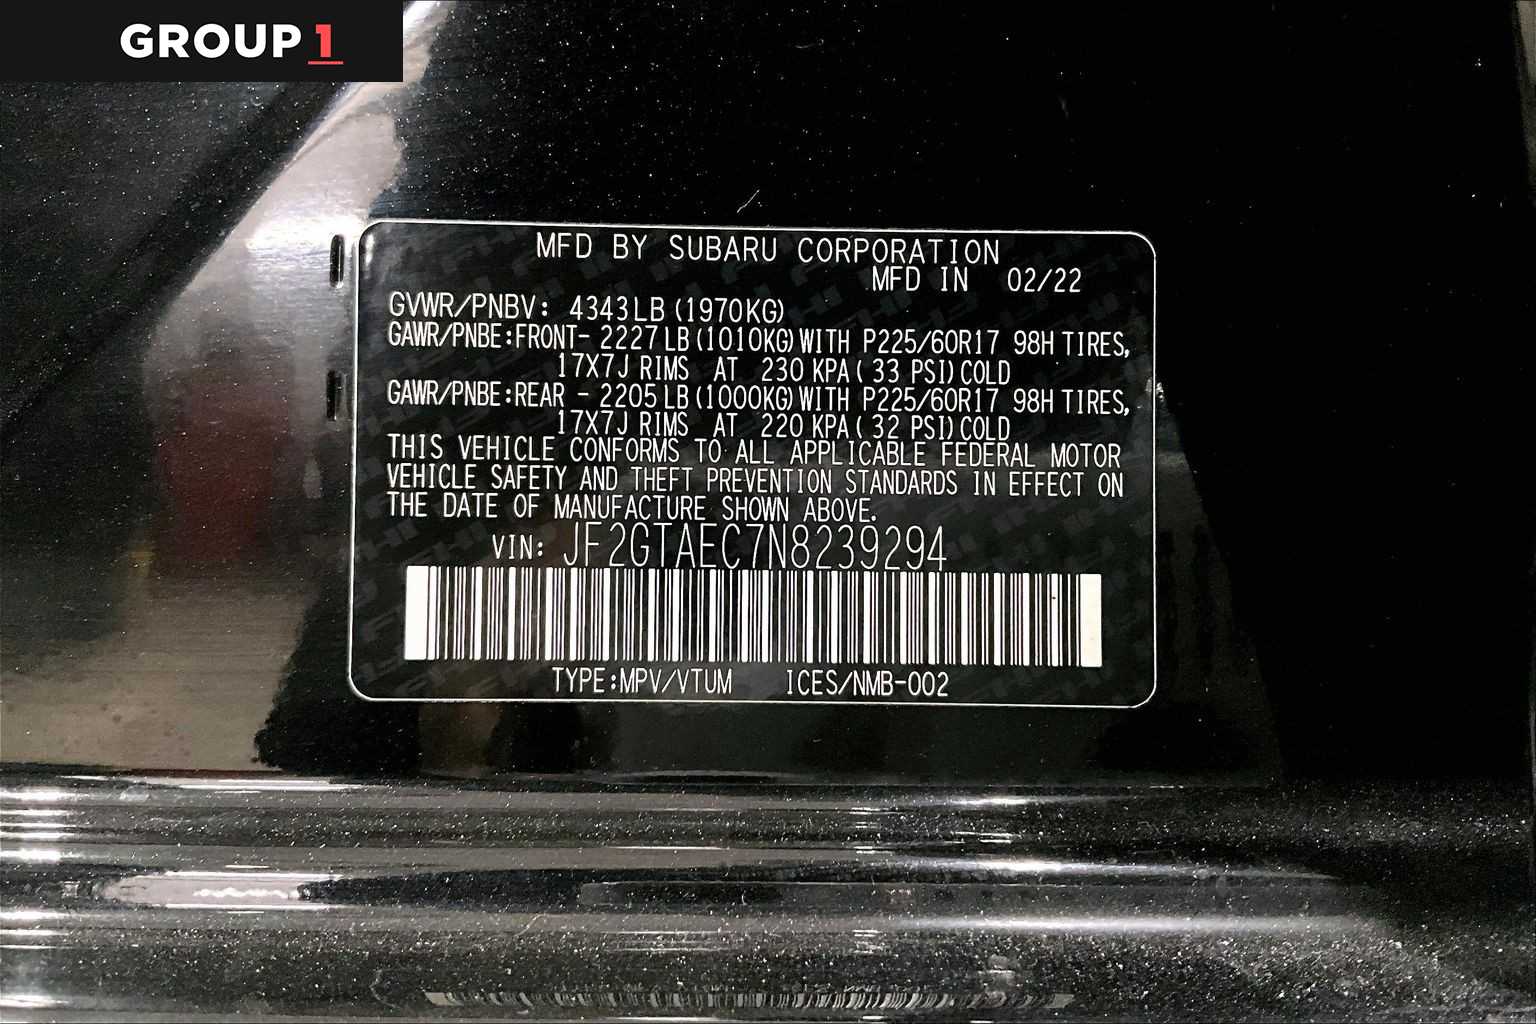 GROUP 1
MFD BY SUBARU CORPORATION
MFD IN 02/22
GVWR/PNBV: 4343LB (1970KG)
GAWR/PNBE:FRONT- 2227LB (1010KG) WITH P225/60R17 98H TIRES,
17X7J RIMS AT 230 KPA ( 33 PSI) COLD
GAWR/PNBE:REAR - 2205LB (1000KG) WITH P225/60R17 98H TIRES,
17X7J RIMS AT 220 KPA ( 32 PSI) COLD
THIS VEHICLE CONFORMS TO ALL APPLICABLE FEDERAL MOTOR
VEHICLE SAFETY AND THEFT PREVENTION STANDARDS IN EFFECT ON
THE DATE OF MANUFACTURE SHOWN ABOVE.
VIN: JF2GTAEC7N8239294
TYPE:MPV/VTUM ICES/NMB-002